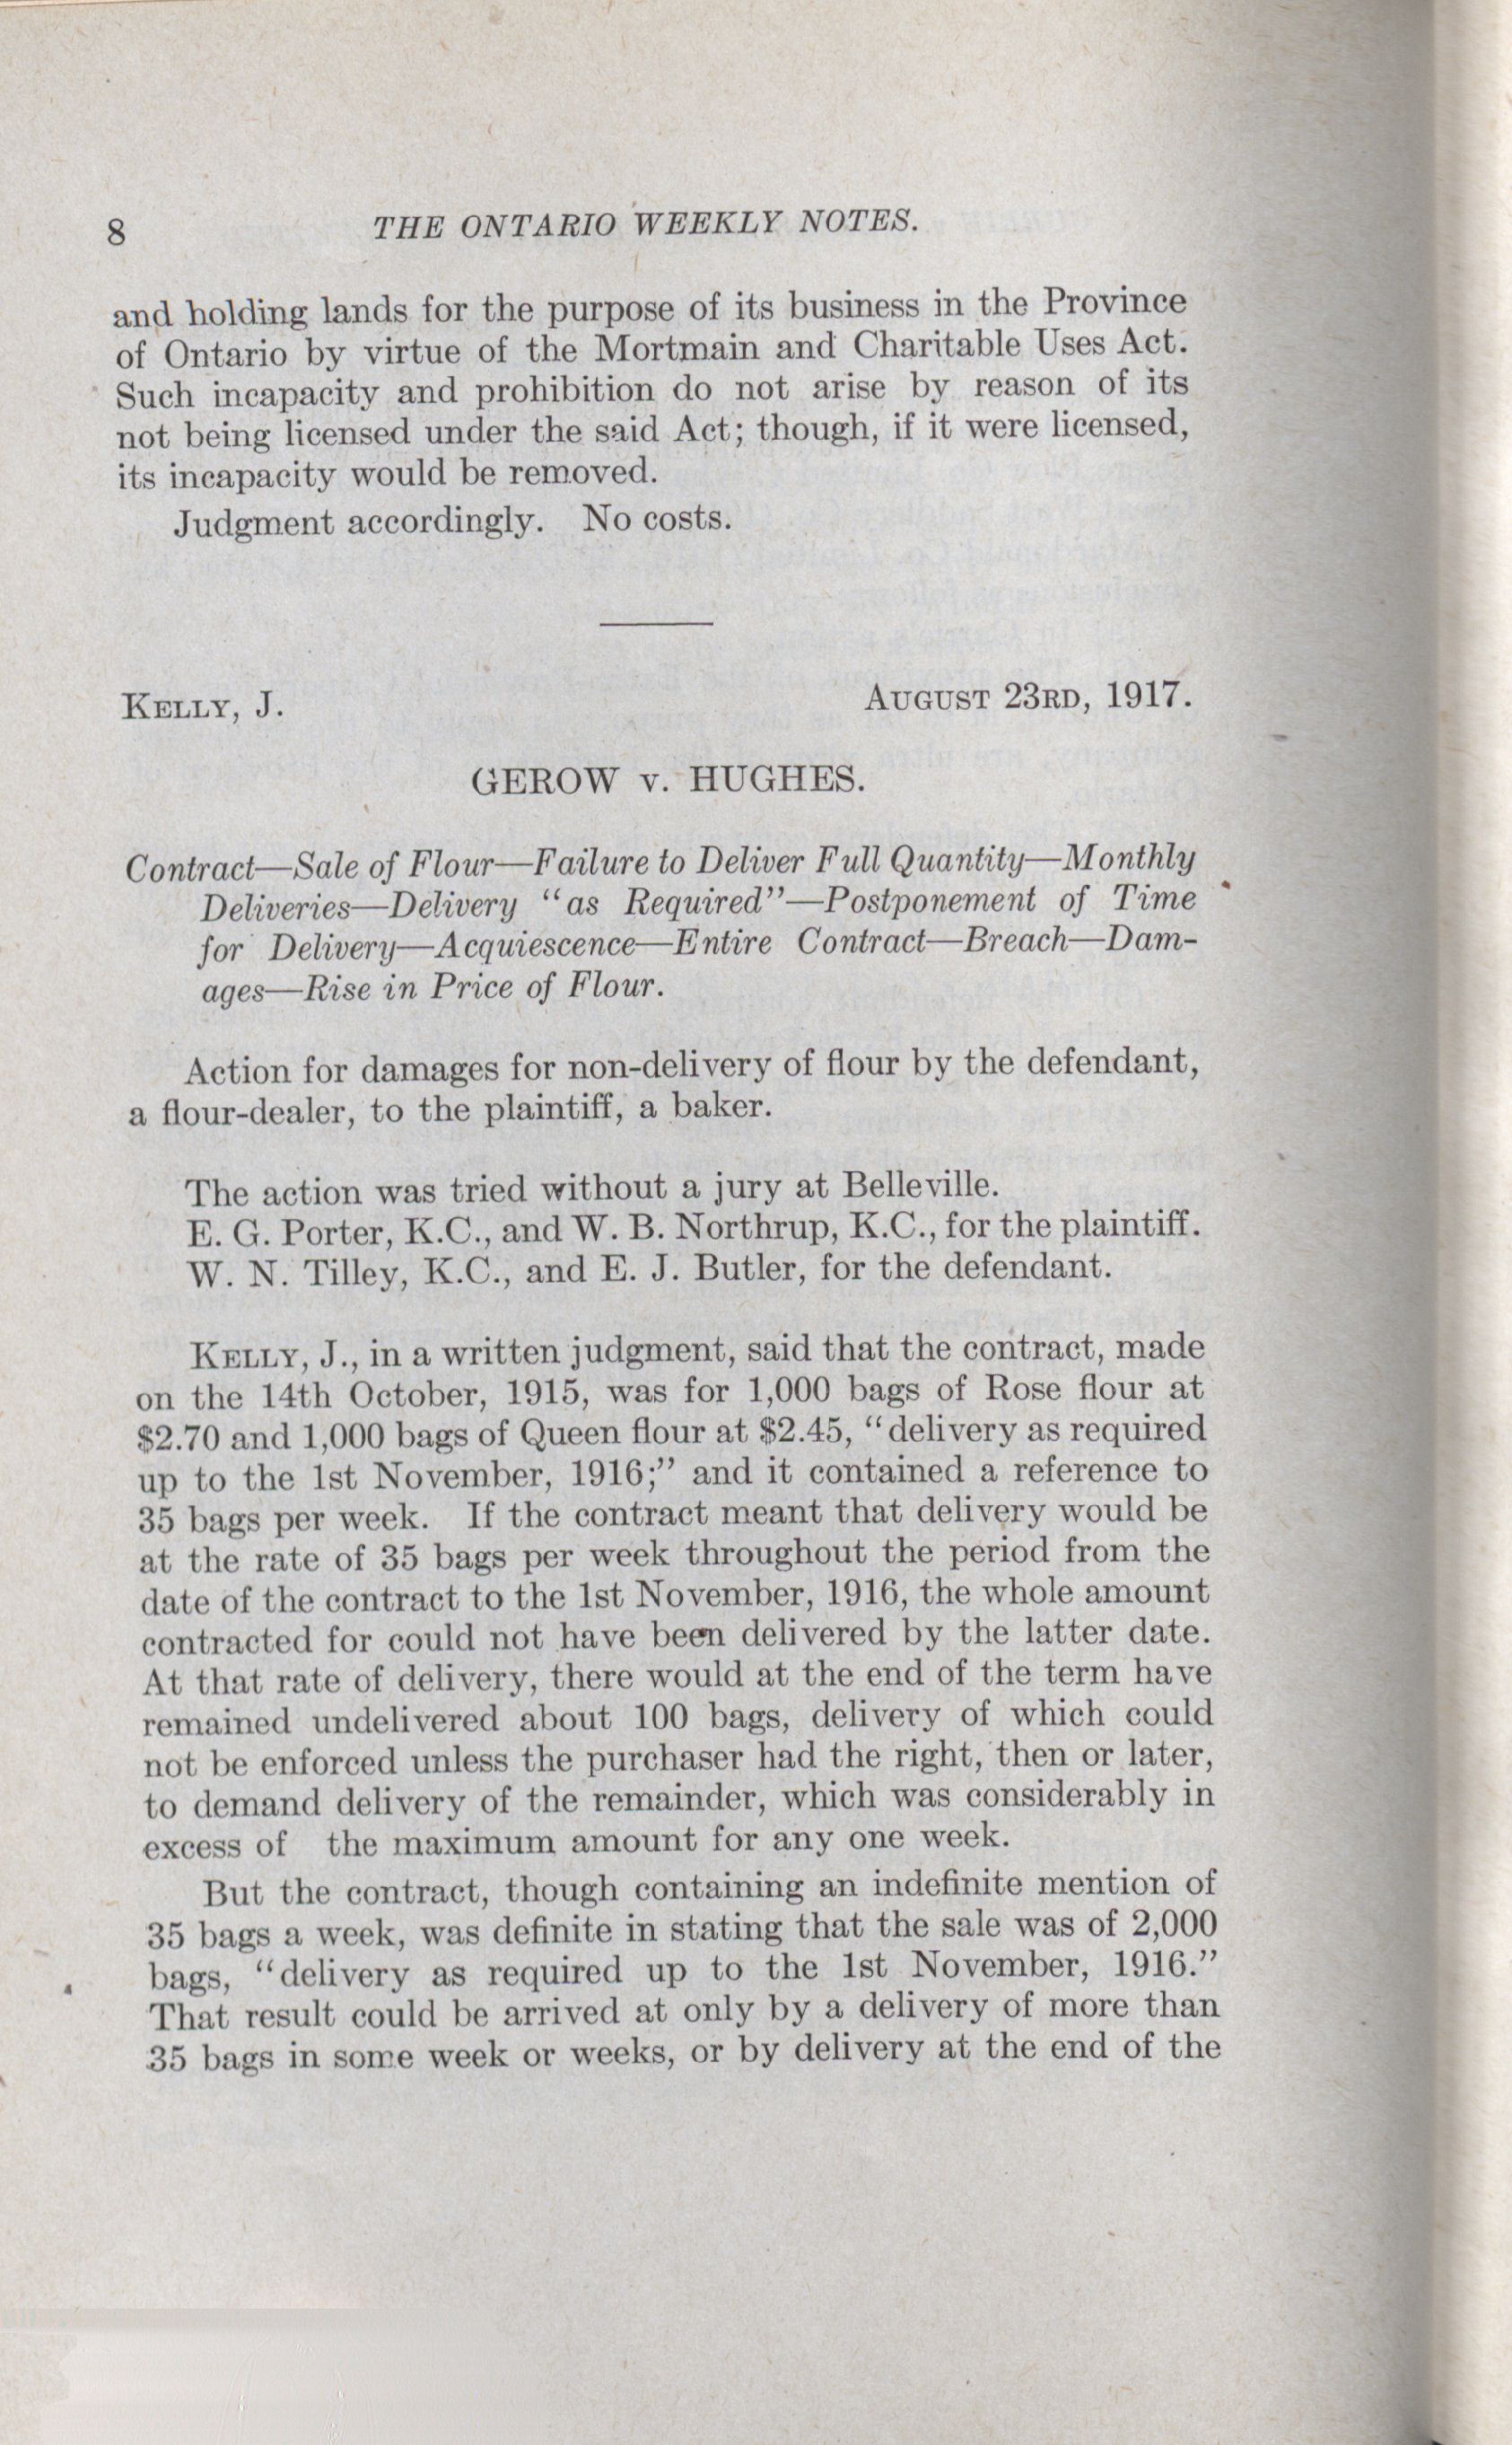 8 THE ONTARIO WEEKLY NOTES.
and holding lands for the purpose of its business in the Province
of Ontario by virtue of the Mortmain and Charitable Uses Act.
Such incapacity and prohibition do not arise by reason of its
not being licensed under the said Act; though, if it were licensed,
its incapacity would be removed.
Judgment accordingly. No costs.
KELLY, J. AUGUST 23RD, 1917.
GEROW v. HUGHES.
Contract—Sale of Flour—Failure to Deliver Full Quantity—Monthly
Deliveries—Delivery “as Required”—Postponement of Time
for Delivery—Acquiescence—Entire Contract—Breach—Dam-
ages—Rise in Price of Flour.
Action for damages for non-delivery of flour by the defendant,
a flour-dealer, to the plaintiff, a baker.
The action was tried without a jury at Belleville.
E. G. Porter, K.C., and W. B. Northrup, K.C., for the plaintiff.
W. N. Tilley, K.C., and E. J. Butler, for the defendant.
KELLY, J., in a written judgment, said that the contract, made
on the 14th October, 1915, was for 1,000 bags of Rose flour at
$2.70 and 1,000 bags of Queen flour at $2.45, “delivery as required
up to the 1st November, 1916;” and it contained a reference to
35 bags per week. If the contract meant that delivery would be
at the rate of 35 bags per week throughout the period from the
date of the contract to the 1st November, 1916, the whole amount
contracted for could not have been delivered by the latter date.
At that rate of delivery, there would at the end of the term have
remained undelivered about 100 bags, delivery of which could
not be enforced unless the purchaser had the right, then or later,
to demand delivery of the remainder, which was considerably in
excess of the maximum amount for any one week.
But the contract, though containing an indefinite mention of
35 bags a week, was definite in stating that the sale was of 2,000
bags, “delivery as required up to the 1st November, 1916.”
That result could be arrived at only by a delivery of more than
35 bags in some week or weeks, or by delivery at the end of the